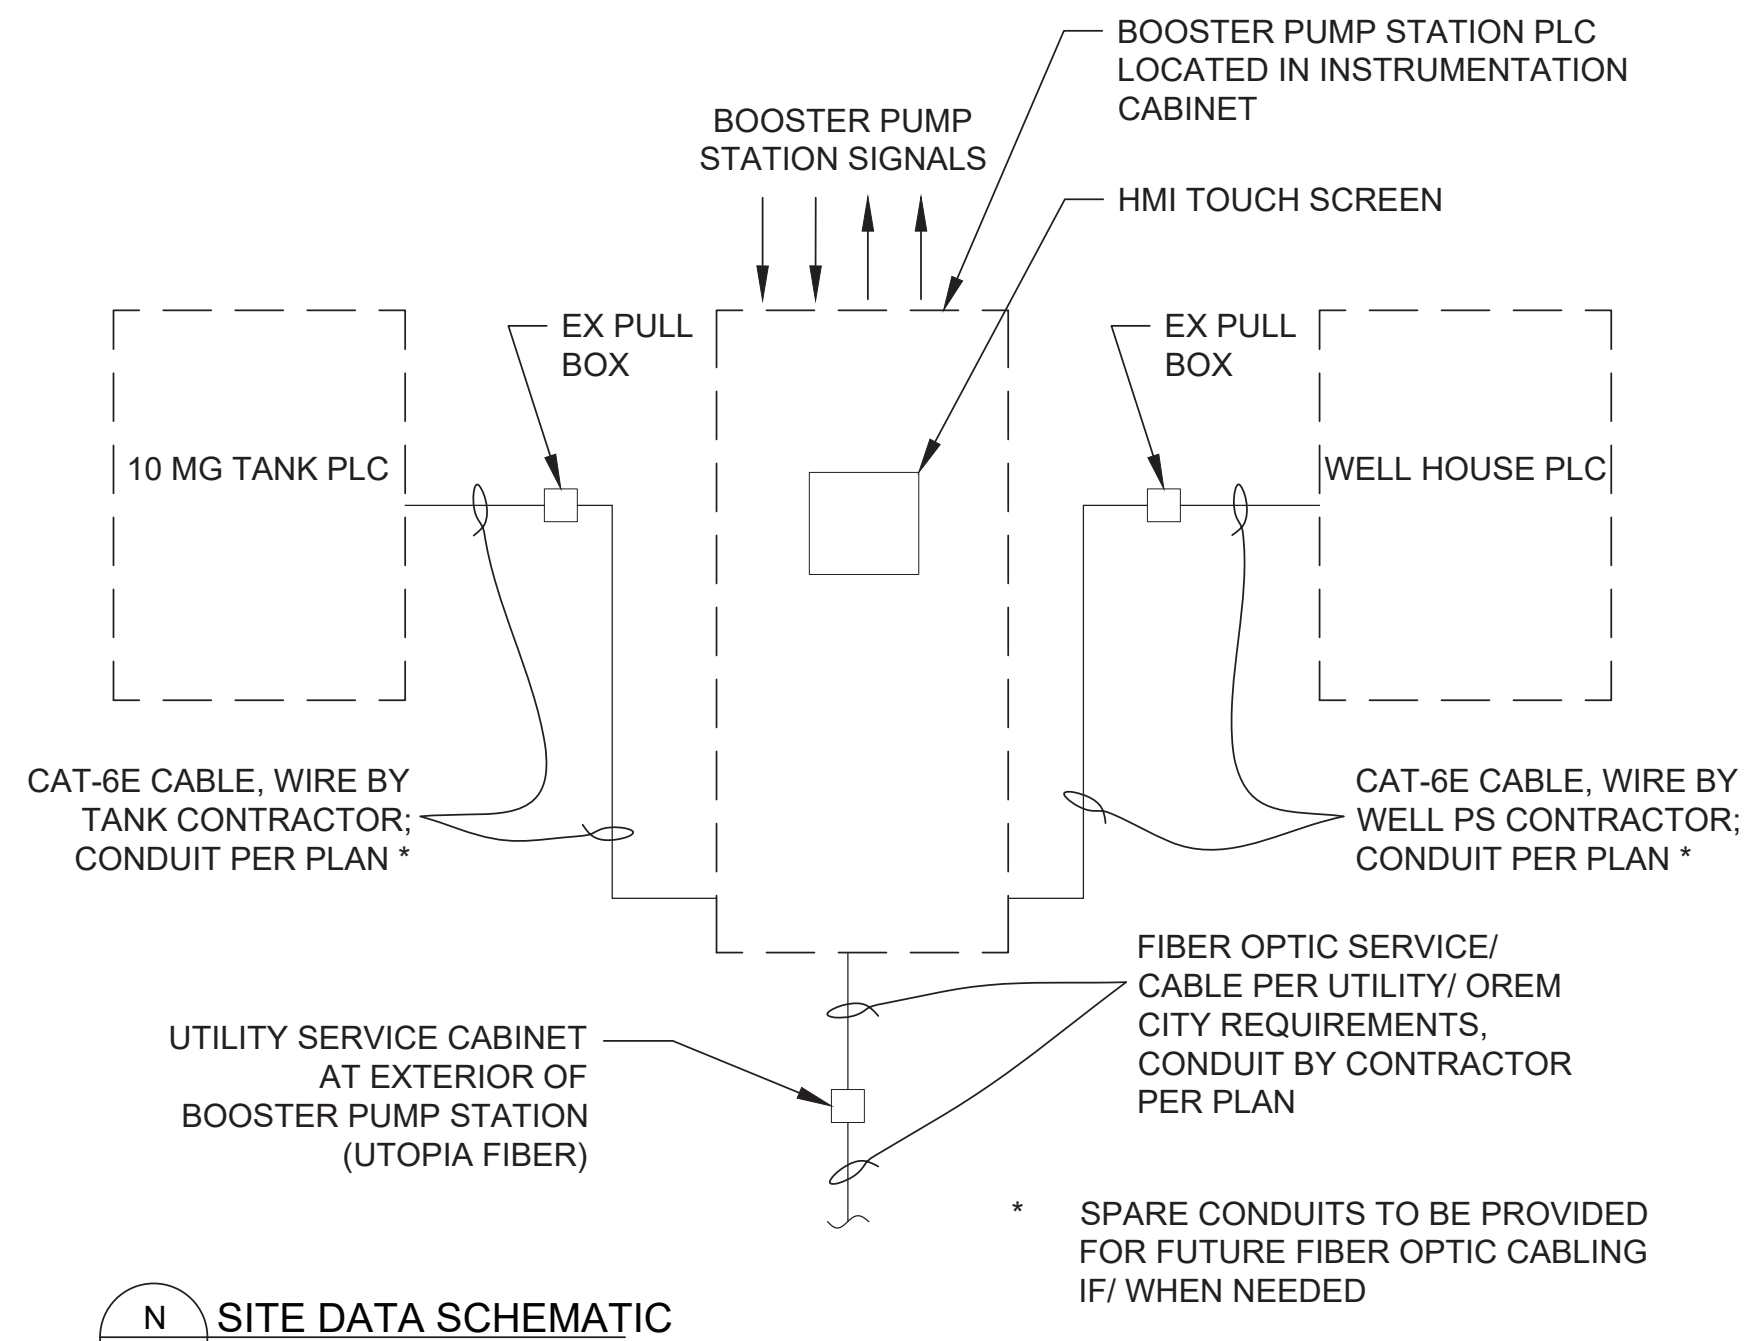 BOOSTER PUMP STATION PLC
LOCATED IN INSTRUMENTATION
CABINET
BOOSTER PUMP
STATION SIGNALS
HMI TOUCH SCREEN
EX PULL
BOX
EX PULL
BOX
10 MG TANK PLC
WELL HOUSE PLC
CAT-6E CABLE, WIRE BY
TANK CONTRACTOR;
CONDUIT PER PLAN *
CAT-6E CABLE, WIRE BY
WELL PS CONTRACTOR;
CONDUIT PER PLAN *
FIBER OPTIC SERVICE/
CABLE PER UTILITY/ OREM
CITY REQUIREMENTS,
CONDUIT BY CONTRACTOR
PER PLAN
UTILITY SERVICE CABINET
AT EXTERIOR OF
BOOSTER PUMP STATION
(UTOPIA FIBER)
* SPARE CONDUITS TO BE PROVIDED
FOR FUTURE FIBER OPTIC CABLING
IF/ WHEN NEEDED
N SITE DATA SCHEMATIC